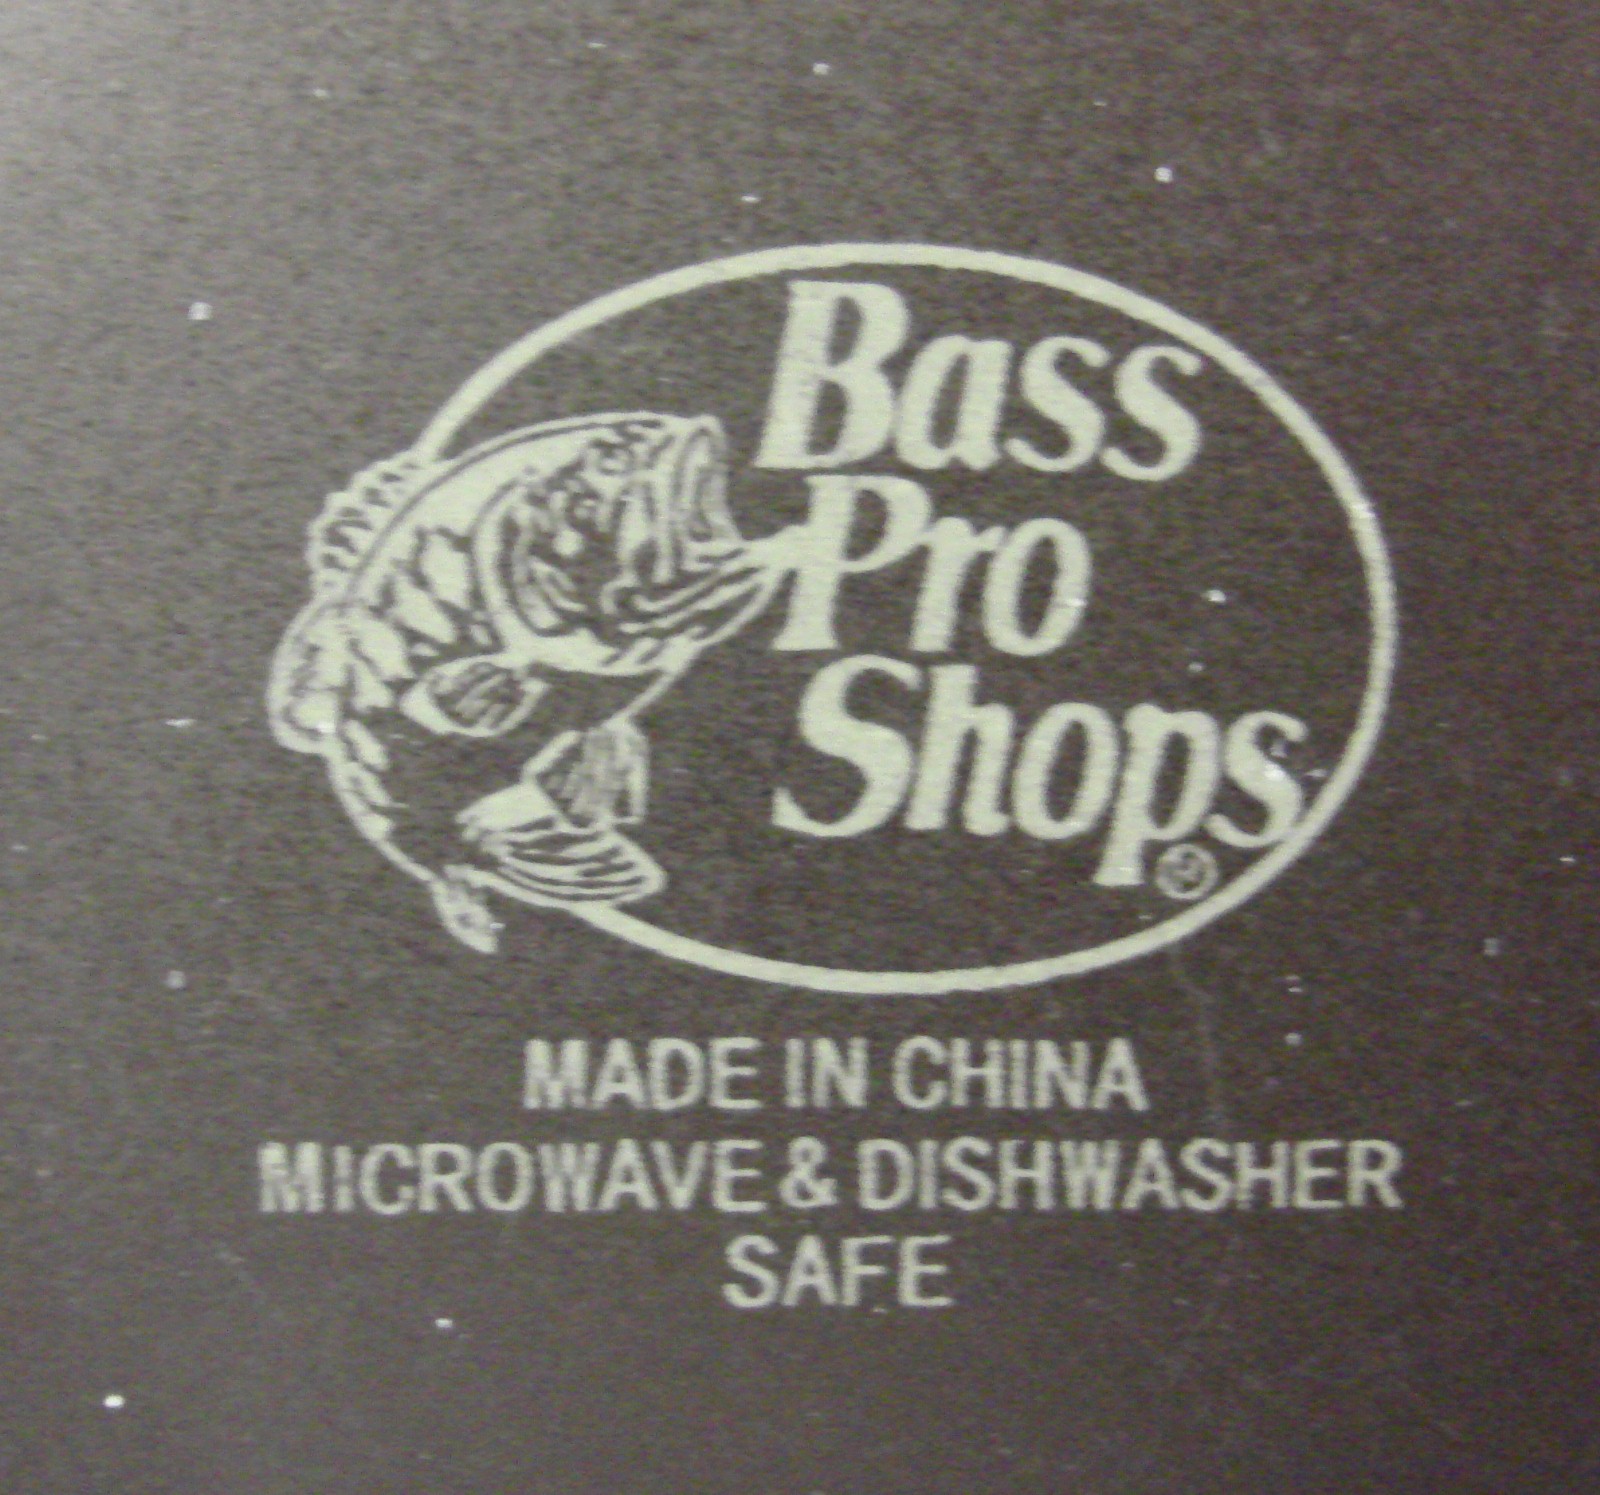 Bass
Pro
Shops®
MADE IN CHINA
MICROWAVE & DISHWASHER
SAFE